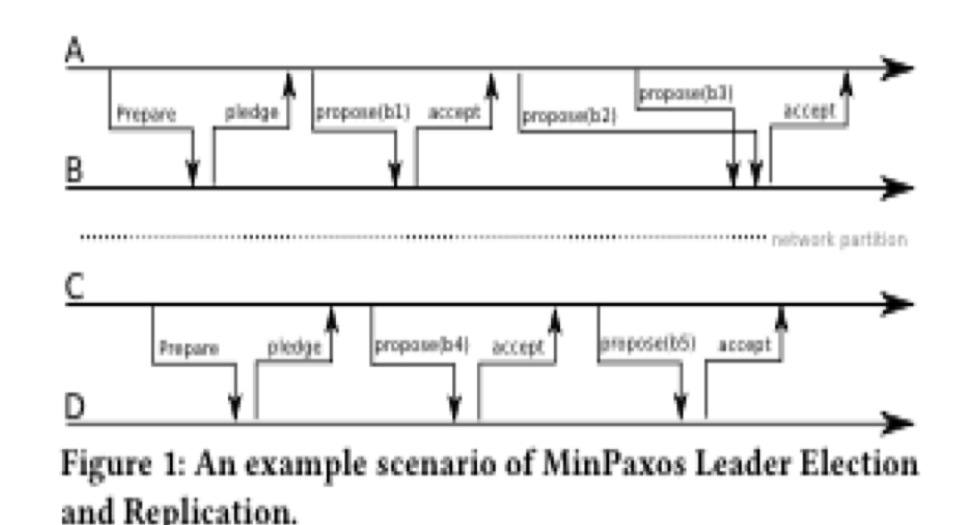 A
Prepare
pledge
propose(b1)
accept
propose(b2)
propose(b3)
accept
B
network partition
C
Prepare
pledge
propose(b4)
accept
propose(b5)
accept
D
Figure 1: An example scenario of MinPaxos Leader Election
and Replication.